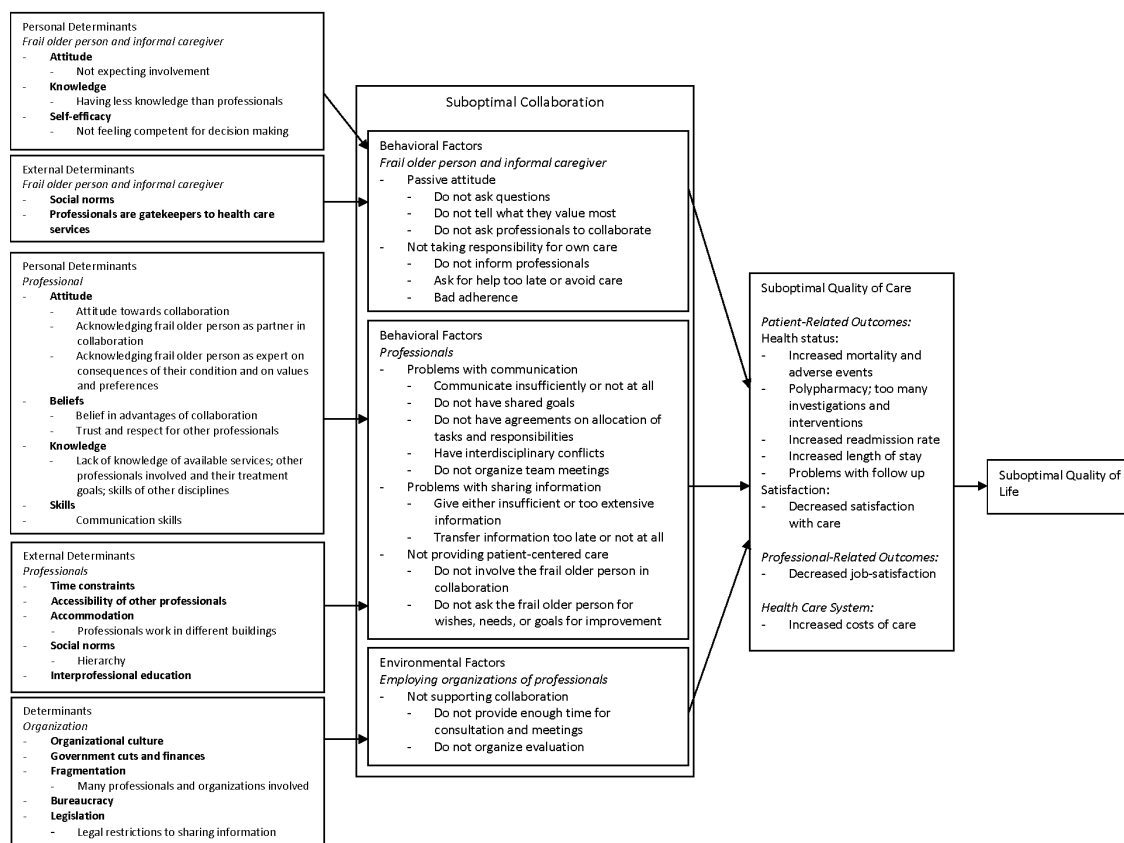 Personal Determinants
Frail older person and informal caregiver
- Attitude
- Not expecting involvement
- Knowledge
- Having less knowledge than professionals
- Self-efficacy
- Not feeling competent for decision making
External Determinants
Frail older person and informal caregiver
- Social norms
- Professionals are gatekeepers to health care
services
Personal Determinants
Professional
- Attitude
- Attitude towards collaboration
- Acknowledging frail older person as partner in
collaboration
- Acknowledging frail older person as expert on
consequences of their condition and on values
and preferences
- Beliefs
- Belief in advantages of collaboration
- Trust and respect for other professionals
- Knowledge
- Lack of knowledge of available services; other
professionals involved and their treatment
goals; skills of other disciplines
- Skills
- Communication skills
External Determinants
Professionals
- Time constraints
- Accessibility of other professionals
- Accommodation
- Professionals work in different buildings
- Social norms
- Hierarchy
- Interprofessional education
Determinants
Organization
- Organizational culture
- Government cuts and finances
- Fragmentation
- Many professionals and organizations involved
- Bureaucracy
- Legislation
- Legal restrictions to sharing information
Suboptimal Collaboration
Behavioral Factors
Frail older person and informal caregiver
- Passive attitude
- Do not ask questions
- Do not tell what they value most
- Do not ask professionals to collaborate
- Not taking responsibility for own care
- Do not inform professionals
- Ask for help too late or avoid care
- Bad adherence
Behavioral Factors
Professionals
- Problems with communication
- Communicate insufficiently or not at all
- Do not have shared goals
- Do not have agreements on allocation of
tasks and responsibilities
- Have interdisciplinary conflicts
- Do not organize team meetings
- Problems with sharing information
- Give either insufficient or too extensive
information
- Transfer information too late or not at all
- Not providing patient-centered care
- Do not involve the frail older person in
collaboration
- Do not ask the frail older person for
wishes, needs, or goals for improvement
Environmental Factors
Employing organizations of professionals
- Not supporting collaboration
- Do not provide enough time for
consultation and meetings
- Do not organize evaluation
Suboptimal Quality of Care
Patient-Related Outcomes:
Health status:
- Increased mortality and
adverse events
- Polypharmacy; too many
investigations and
interventions
- Increased readmission rate
- Increased length of stay
- Problems with follow up
Satisfaction:
- Decreased satisfaction
with care
Professional-Related Outcomes:
- Decreased job-satisfaction
Health Care System:
- Increased costs of care
Suboptimal Quality of
Life